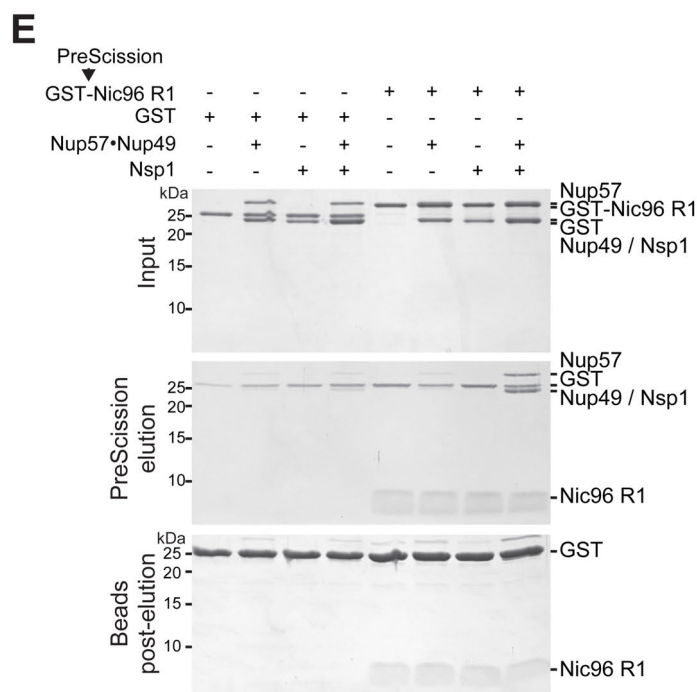 E
PreScission
▼
GST-Nic96 R1 - - - - + + + +
GST + + + + - - - -
Nup57•Nup49 - + - + - + - +
Nsp1 - - + + - - + +
kDa
25
20
15
10
Input
Nup57
GST-Nic96 R1
GST
Nup49 / Nsp1
25
20
15
10
PreScission
elution
Nup57
GST
Nup49 / Nsp1
Nic96 R1
kDa
25
20
15
10
Beads
post-elution
GST
Nic96 R1